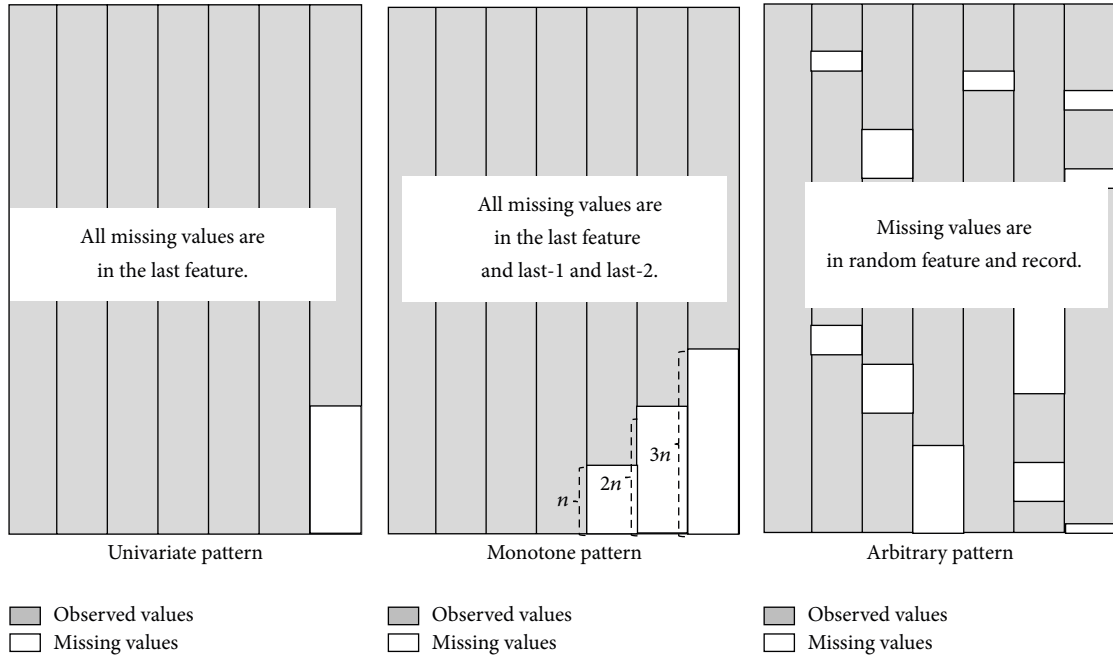 All missing values are
in the last feature.
Univariate pattern
Observed values
Missing values
All missing values are
in the last feature
and last-1 and last-2.
n
2n
3n
Monotone pattern
Observed values
Missing values
Missing values are
in random feature and record.
Arbitrary pattern
Observed values
Missing values